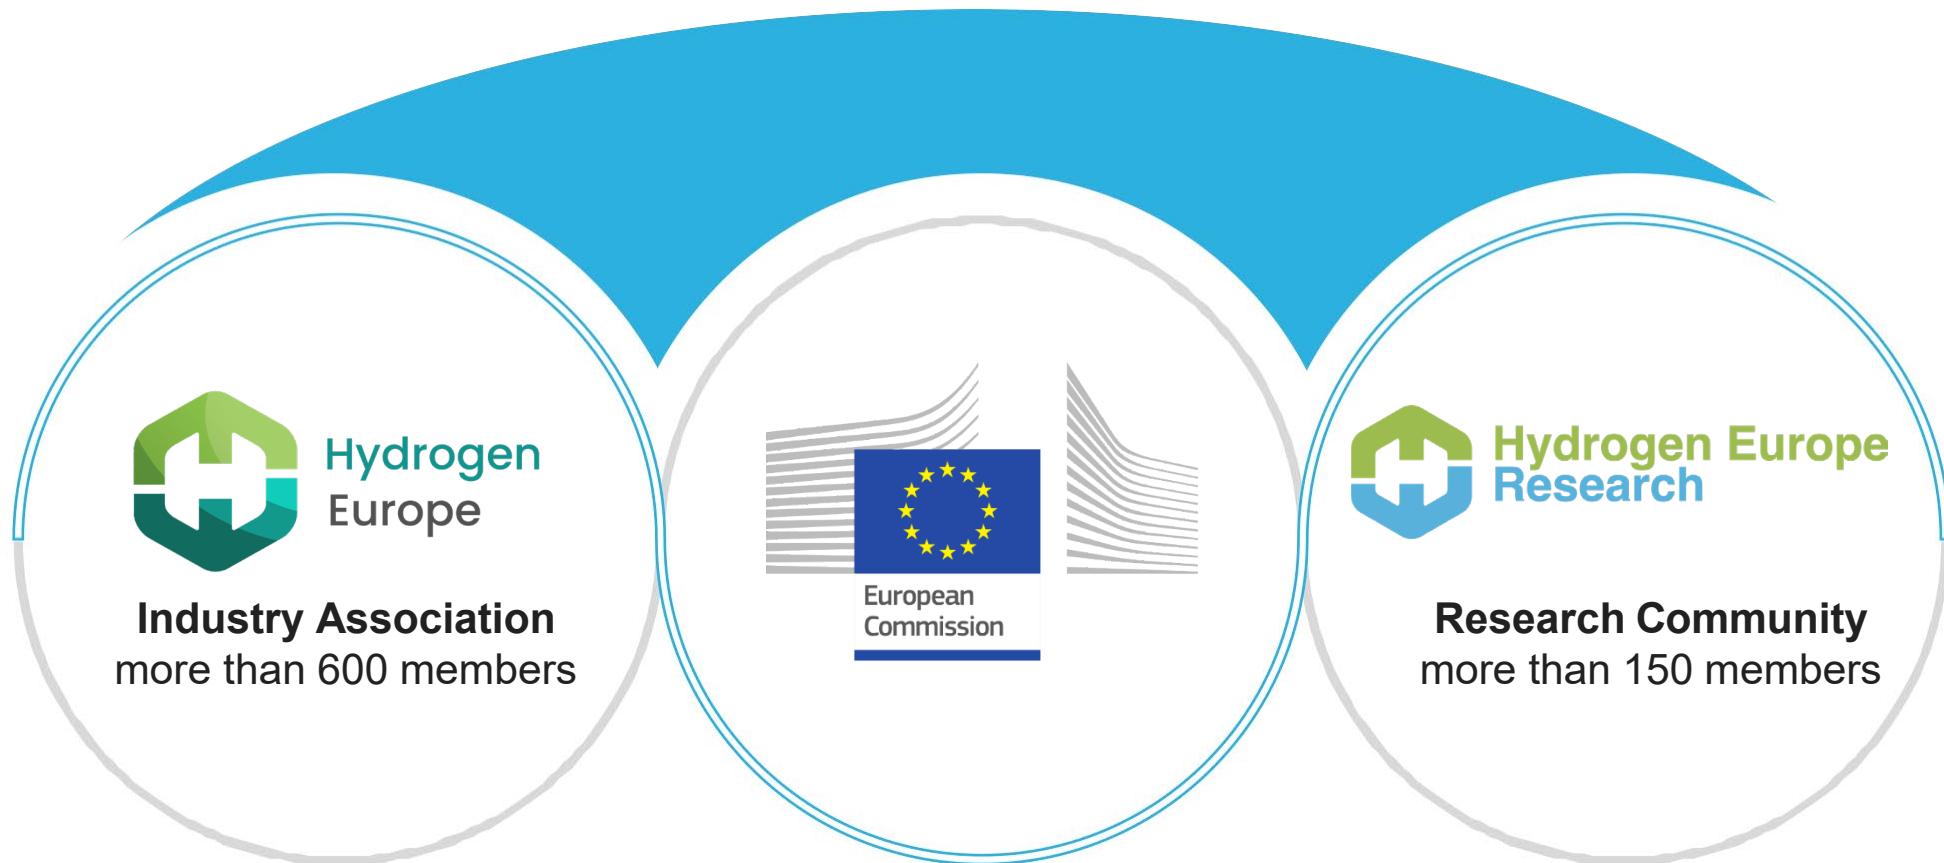 Hydrogen
Europe
Industry Association
more than 600 members
European
Commission
Hydrogen Europe
Research
Research Community
more than 150 members